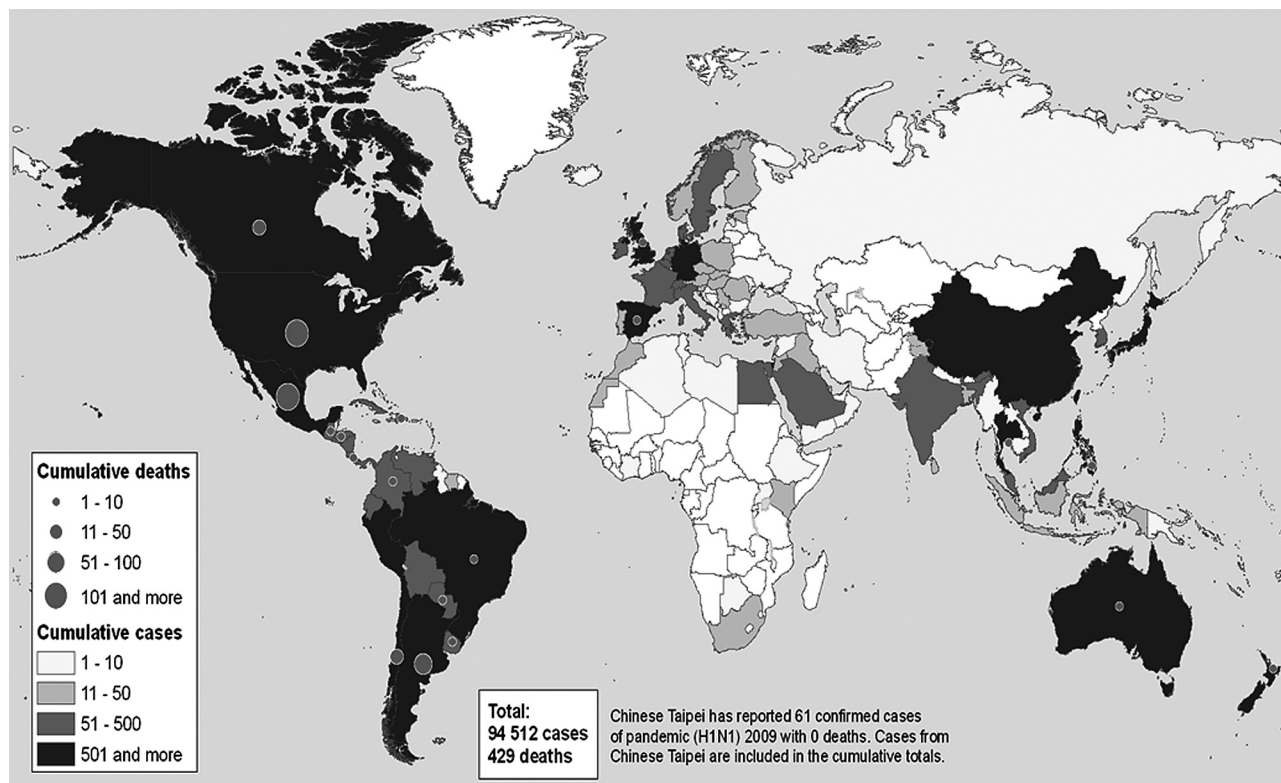 Cumulative deaths
1 - 10
11 - 50
51 - 100
101 and more
Cumulative cases
1 - 10
11 - 50
51 - 500
501 and more
Total:
94 512 cases
429 deaths
Chinese Taipei has reported 61 confirmed cases
of pandemic (H1N1) 2009 with 0 deaths. Cases from
Chinese Taipei are included in the cumulative totals.